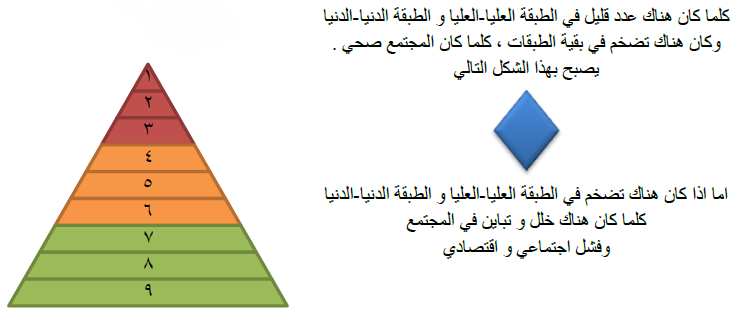 كلما كان هناك عدد قليل في الطبقة العليا-العليا و الطبقة الدنيا-الدنيا
وكان هناك تضخم في بقية الطبقات ، كلما كان المجتمع صحي .
يصبح بهذا الشكل التالي
اما اذا كان هناك تضخم في الطبقة العليا-العليا و الطبقة الدنيا-الدنيا
كلما كان هناك خلل و تباين في المجتمع
وفشل اجتماعي و اقتصادي
١
٢
٣
٤
٥
٦
٧
٨
٩